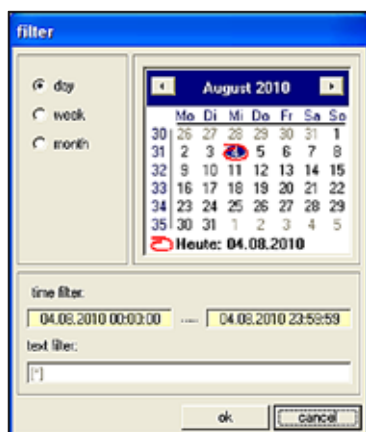 filter
day
week
month
August 2010
Mo Di Mi Do Fr Sa So
30 26 27 28 29 30 31 1
31 2 3 4 5 6 7 8
32 9 10 11 12 13 14 15
33 16 17 18 19 20 21 22
34 23 24 25 26 27 28 29
35 30 31 1 2 3 4 5
Heute: 04.08.2010
time filter:
04.08.2010 00:00:00 ---- 04.08.2010 23:59:59
text filter:
[*]
ok cancel